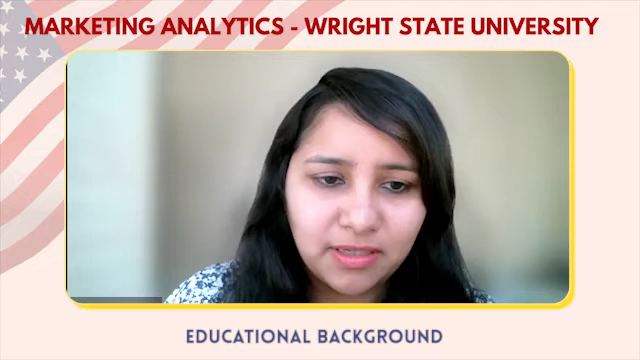 MARKETING ANALYTICS - WRIGHT STATE UNIVERSITY
EDUCATIONAL BACKGROUND